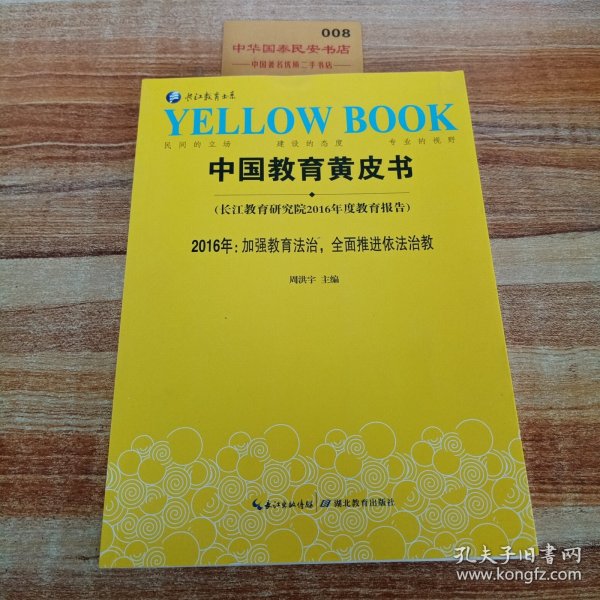 008
中华国泰民安书店
中国著名优质二手书店
长江教育书系
YELLOW BOOK
民间的立场 建设的态度 专业的视野
中国教育黄皮书
(长江教育研究院2016年度教育报告)
2016年:加强教育法治,全面推进依法治教
周洪宇 主编
长江出版传媒 湖北教育出版社
孔夫子旧书网
www.kongfz.com